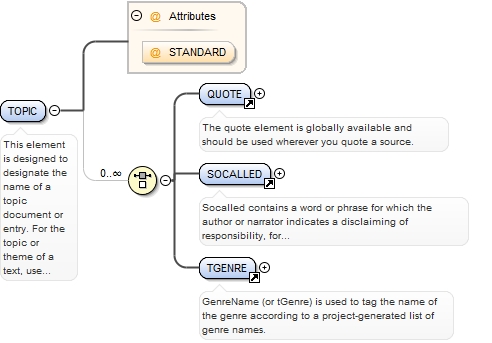 @ Attributes
@ STANDARD
TOPIC
This element
is designed to
designate the
name of a
topic
document or
entry. For the
topic or
theme of a
text, use...
0..∞
QUOTE
The quote element is globally available and
should be used wherever you quote a source.
SOCALLED
Socalled contains a word or phrase for which the
author or narrator indicates a disclaiming of
responsibility, for...
TGENRE
GenreName (or tGenre) is used to tag the name of
the genre according to a project-generated list of
genre names.